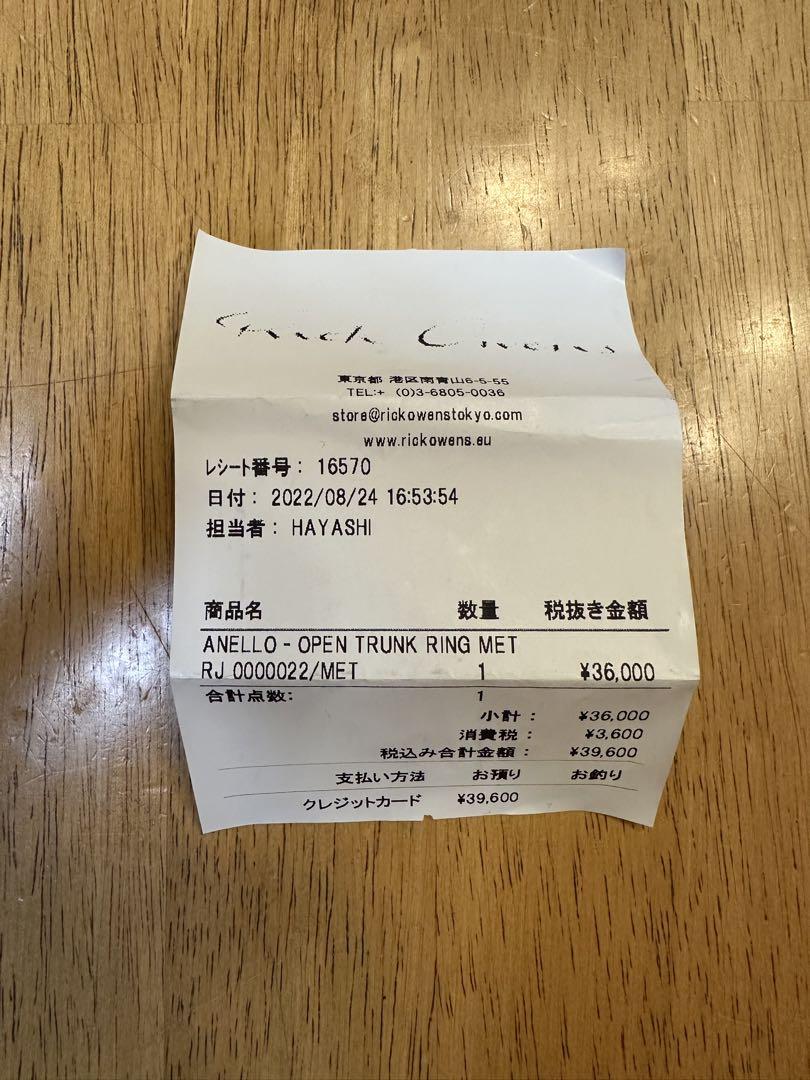 Rick Owens
東京都 港区南青山6-5-55
TEL:+ (0)3-6805-0036
store@rickowenstokyo.com
www.rickowens.eu
レシート番号: 16570
日付: 2022/08/24 16:53:54
担当者: HAYASHI
商品名 数量 税抜き金額
ANELLO - OPEN TRUNK RING MET
RJ 0000022/MET 1 ¥36,000
合計点数: 1
小計: ¥36,000
消費税: ¥3,600
税込み合計金額: ¥39,600
支払い方法 お預り お釣り
クレジットカード ¥39,600